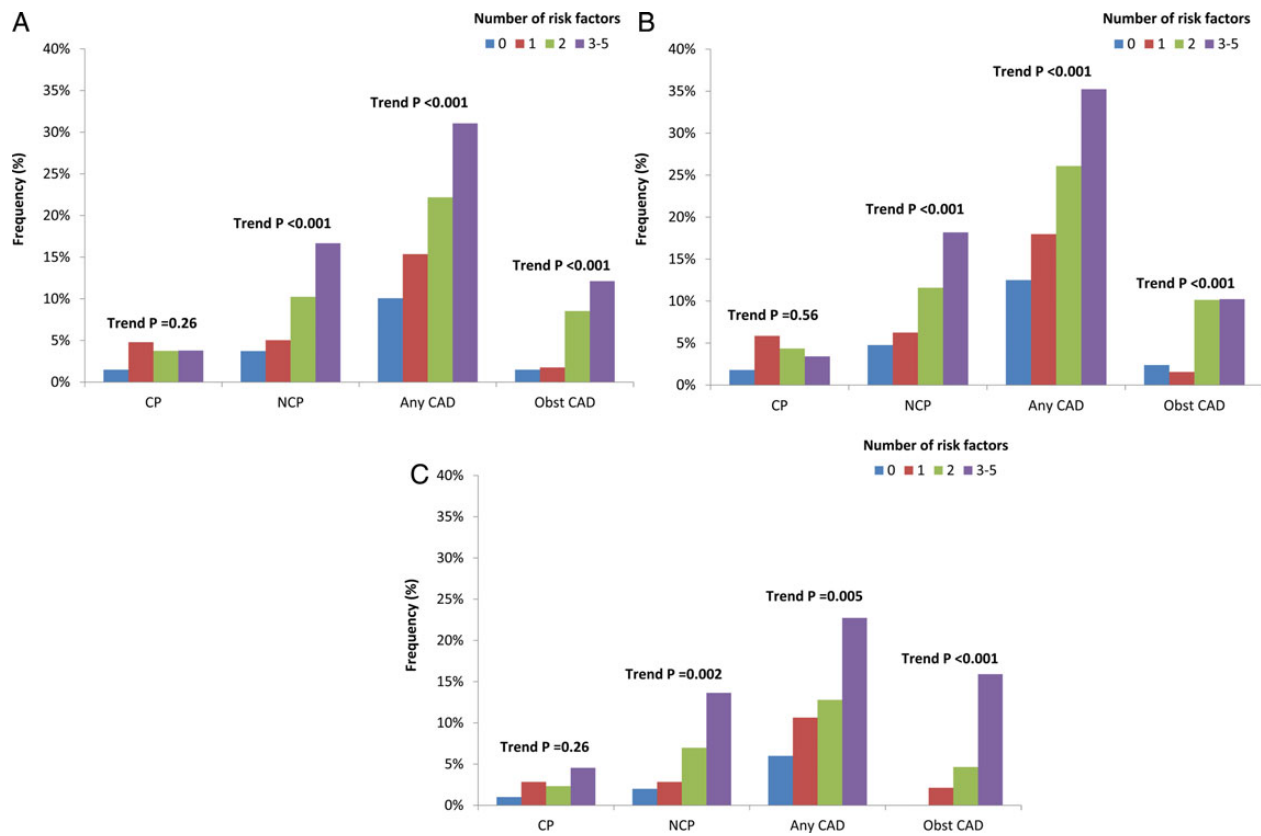 A
Number of risk factors
0 1 2 3-5
40%
35%
30%
25%
20%
15%
10%
5%
0%
Frequency (%)
Trend P =0.26
Trend P <0.001
Trend P <0.001
Trend P <0.001
CP NCP Any CAD Obst CAD
B
Number of risk factors
0 1 2 3-5
40%
35%
30%
25%
20%
15%
10%
5%
0%
Frequency (%)
Trend P =0.56
Trend P <0.001
Trend P <0.001
Trend P <0.001
CP NCP Any CAD Obst CAD
C
Number of risk factors
0 1 2 3-5
40%
35%
30%
25%
20%
15%
10%
5%
0%
Frequency (%)
Trend P =0.26
Trend P =0.002
Trend P =0.005
Trend P <0.001
CP NCP Any CAD Obst CAD